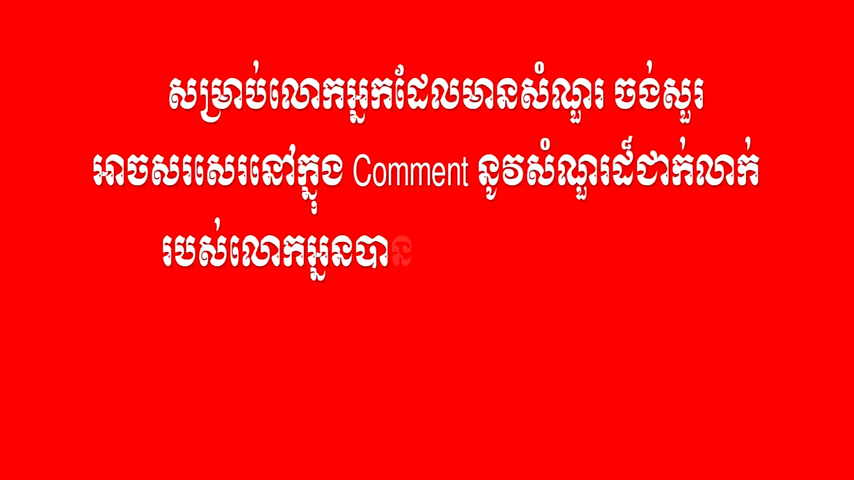 សម្រាប់លោកអ្នកដែលមានសំណួរ ចង់សួរ
អាចសរសេរនៅក្នុង Comment នូវសំណួរដ៏ជាក់លាក់
របស់លោកអ្ននបាន